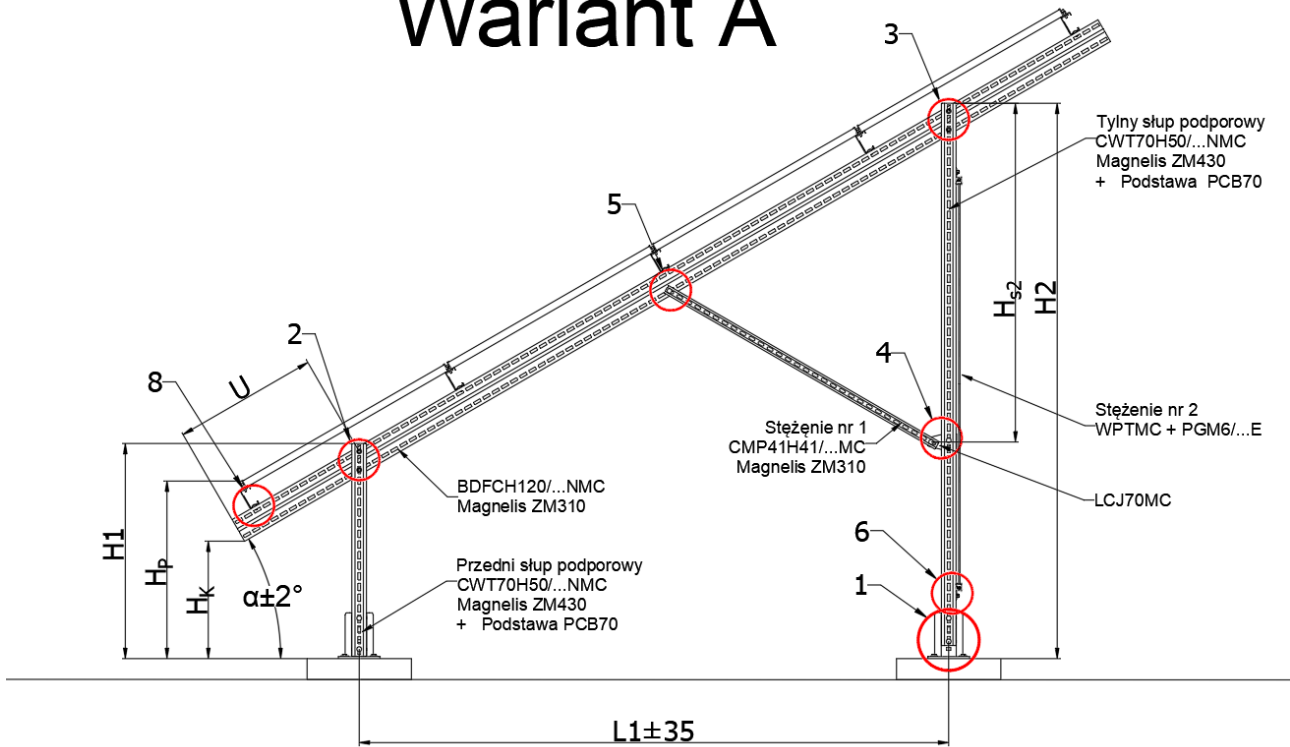 Wariant A
3
Tylny słup podporowy
CWT70H50/...NMC
Magnelis ZM430
+ Podstawa PCB70
5
Hs2
H2
2
4
8
U
Stężenie nr 1
CMP41H41/...MC
Magnelis ZM310
Stężenie nr 2
WPTMC + PGM6/...E
BDFCH120/...NMC
Magnelis ZM310
LCJ70MC
H1
HP
HK
α±2°
6
1
Przedni słup podporowy
CWT70H50/...NMC
Magnelis ZM430
+ Podstawa PCB70
L1±35